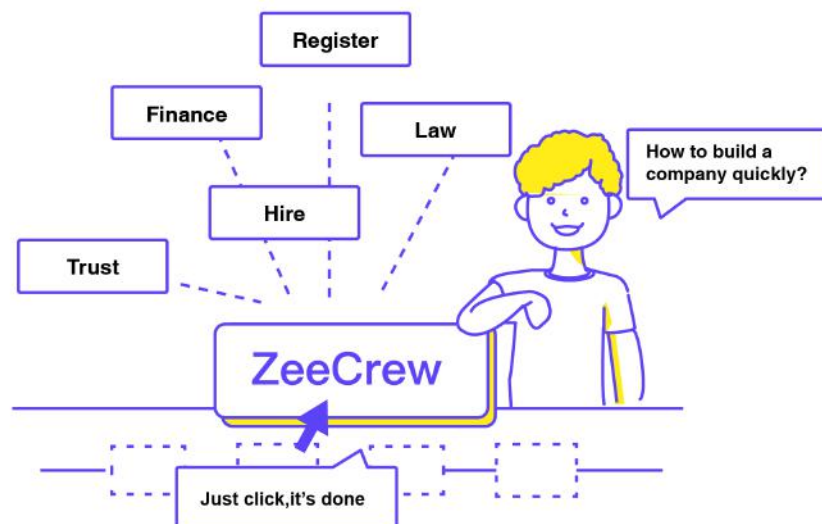 Register
Finance
Law
How to build a
company quickly?
Hire
Trust
ZeeCrew
Just click,it's done